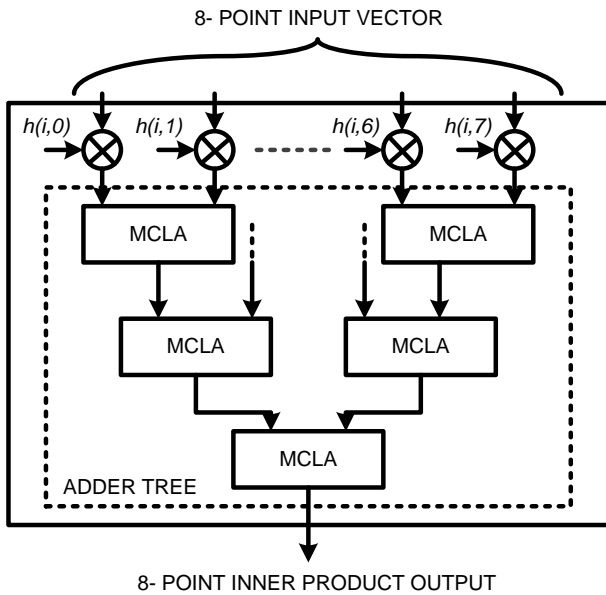 8- POINT INPUT VECTOR
h(i,0)
h(i,1)
h(i,6)
h(i,7)
MCLA
MCLA
MCLA
MCLA
MCLA
ADDER TREE
8- POINT INNER PRODUCT OUTPUT